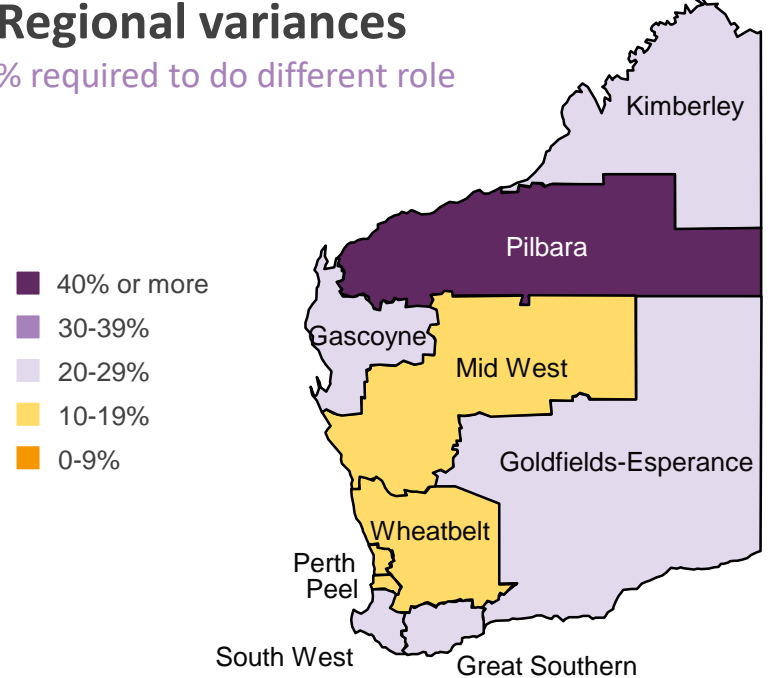 Regional variances
% required to do different role
Kimberley
Pilbara
40% or more
30-39%
20-29%
10-19%
0-9%
Gascoyne
Mid West
Goldfields-Esperance
Wheatbelt
Perth
Peel
South West
Great Southern